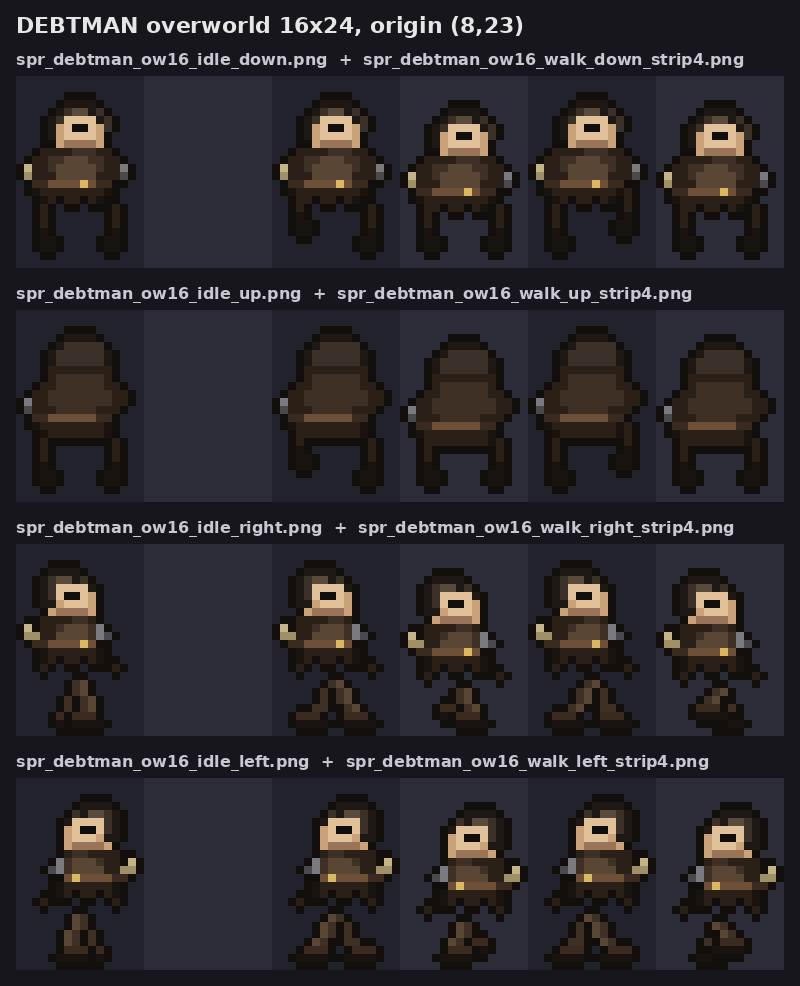 DEBTMAN overworld 16x24, origin (8,23)
spr_debtman_ow16_idle_down.png + spr_debtman_ow16_walk_down_strip4.png
spr_debtman_ow16_idle_up.png + spr_debtman_ow16_walk_up_strip4.png
spr_debtman_ow16_idle_right.png + spr_debtman_ow16_walk_right_strip4.png
spr_debtman_ow16_idle_left.png + spr_debtman_ow16_walk_left_strip4.png